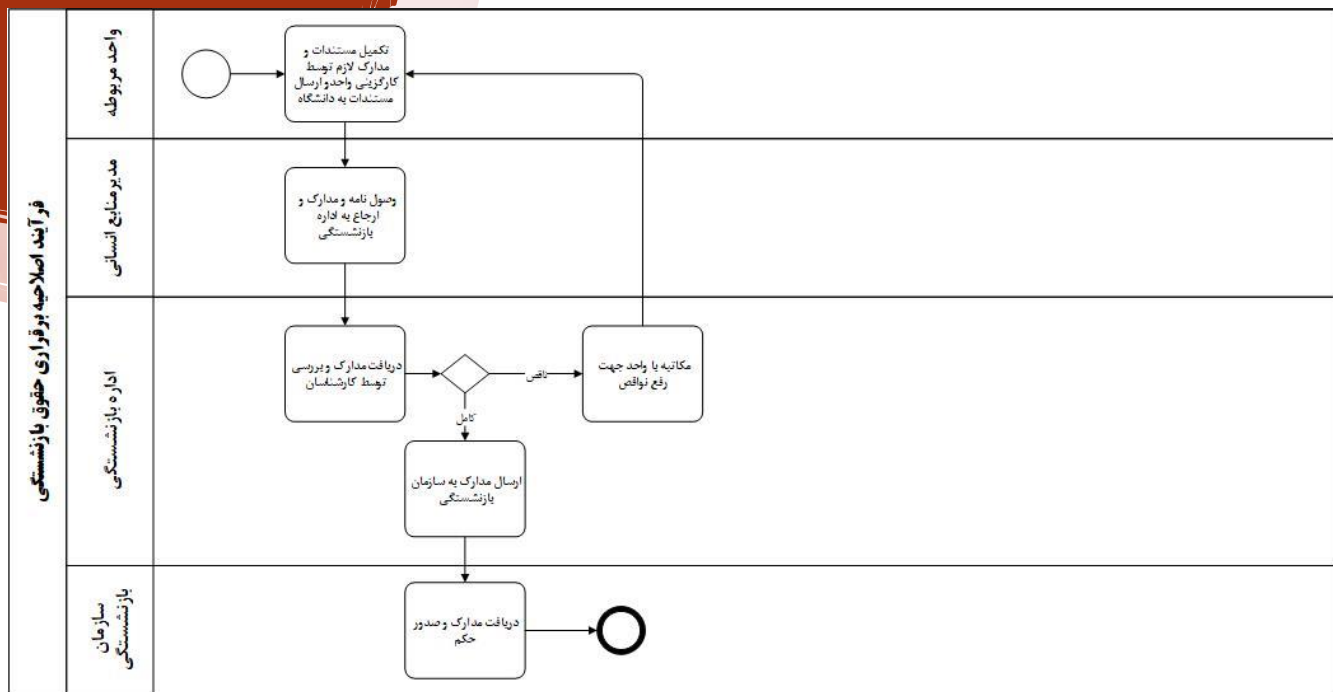 فرآیند اصلاحیه برقراری حقوق بازنشستگی
واحد مربوطه
تکمیل مستندات و
مدارک لازم توسط
کارگزینی واحد و ارسال
مستندات به دانشگاه
مدیر منابع انسانی
وصول نامه و مدارک و
ارجاع به اداره
بازنشستگی
اداره بازنشستگی
دریافت مدارک و بررسی
توسط کارشناسان
ناقص
مکاتبه با واحد جهت
رفع نواقص
کامل
ارسال مدارک به سازمان
بازنشستگی
سازمان
بازنشستگی
دریافت مدارک و صدور
حکم